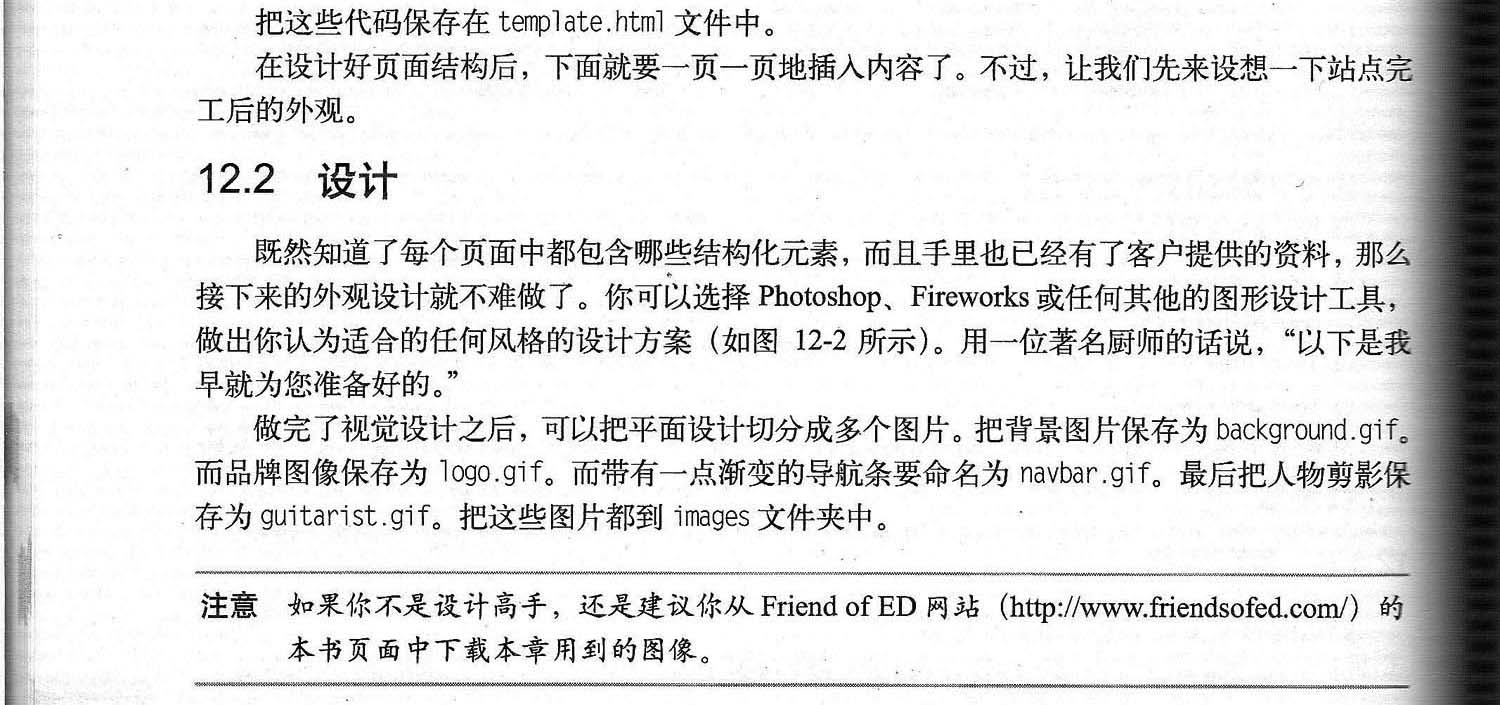 把这些代码保存在 template.html 文件中。
在设计好页面结构后，下面就要一页一页地插入内容了。不过，让我们先来设想一下站点完
工后的外观。
12.2 设计
既然知道了每个页面中都包含哪些结构化元素，而且手里也已经有了客户提供的资料，那么
接下来的外观设计就不难做了。你可以选择 Photoshop、Fireworks 或任何其他的图形设计工具，
做出你认为适合的任何风格的设计方案（如图 12-2 所示）。用一位著名厨师的话说，“以下是我
早就为您准备好的。”
做完了视觉设计之后，可以把平面设计切分成多个图片。把背景图片保存为 background.gif。
而品牌图像保存为 logo.gif。而带有一点渐变的导航条要命名为 navbar.gif。最后把人物剪影保
存为 guitarist.gif。把这些图片都到 images 文件夹中。
注意 如果你不是设计高手，还是建议你从 Friend of ED 网站（http://www.friendsofed.com/）的
本书页面中下载本章用到的图像。